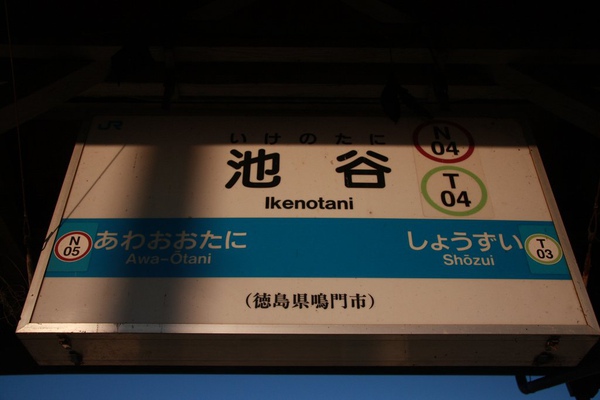 JR
いけのたに
池谷
Ikenotani
N
04
T
04
N
05
あわおおたに
Awa-Ōtani
しょうずい
Shōzui
T
03
(徳島県鳴門市)